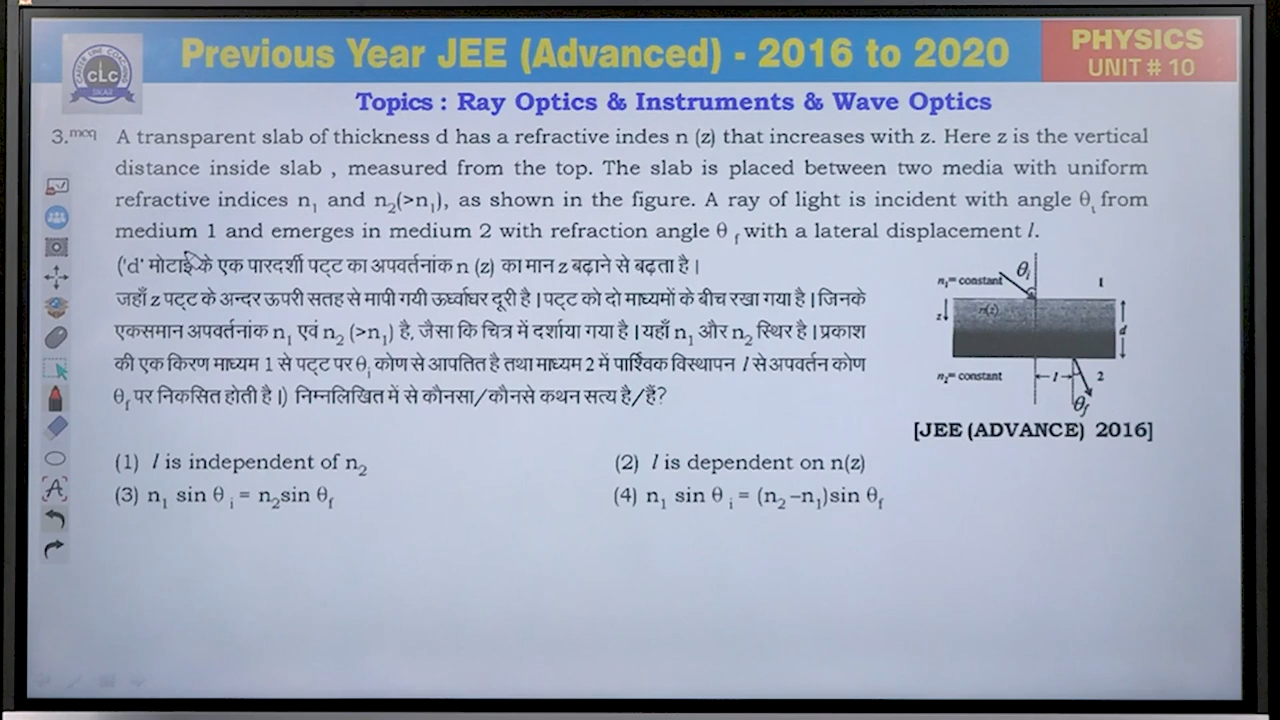 Previous Year JEE (Advanced) - 2016 to 2020
PHYSICS
UNIT # 10
CAREER LINE COACHING
CLC
SIKAR
Topics : Ray Optics & Instruments & Wave Optics
3.mcq A transparent slab of thickness d has a refractive indes n (z) that increases with z. Here z is the vertical
distance inside slab , measured from the top. The slab is placed between two media with uniform
refractive indices n₁ and n₂(>n₁), as shown in the figure. A ray of light is incident with angle θᵢ from
medium 1 and emerges in medium 2 with refraction angle θ f with a lateral displacement l.
('d' मोटाई के एक पारदर्शी पट्ट का अपवर्तनांक n (z) का मान z बढ़ाने से बढ़ता है।
जहाँ z पट्ट के अन्दर ऊपरी सतह से मापी गयी ऊर्ध्वाधर दूरी है। पट्ट को दो माध्यमों के बीच रखा गया है। जिनके
एकसमान अपवर्तनांक n₁ एवं n₂ (>n₁) है, जैसा कि चित्र में दर्शाया गया है। यहाँ n₁ और n₂ स्थिर है। प्रकाश
की एक किरण माध्यम 1 से पट्ट पर θᵢ कोण से आपतित है तथा माध्यम 2 में पार्श्विक विस्थापन l से अपवर्तन कोण
θf पर निकसित होती है।) निम्नलिखित में से कौनसा/कौनसे कथन सत्य है/हैं?
n₁= constant
θi
1
z
n(z)
d
n₂= constant
l
2
θf
[JEE (ADVANCE) 2016]
(1) l is independent of n₂
(2) l is dependent on n(z)
(3) n₁ sin θ i = n₂sin θf
(4) n₁ sin θ i = (n₂–n₁)sin θf